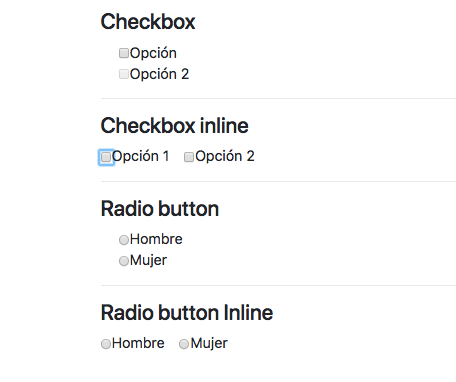 Checkbox
Opción
Opción 2
Checkbox inline
Opción 1 Opción 2
Radio button
Hombre
Mujer
Radio button Inline
Hombre Mujer